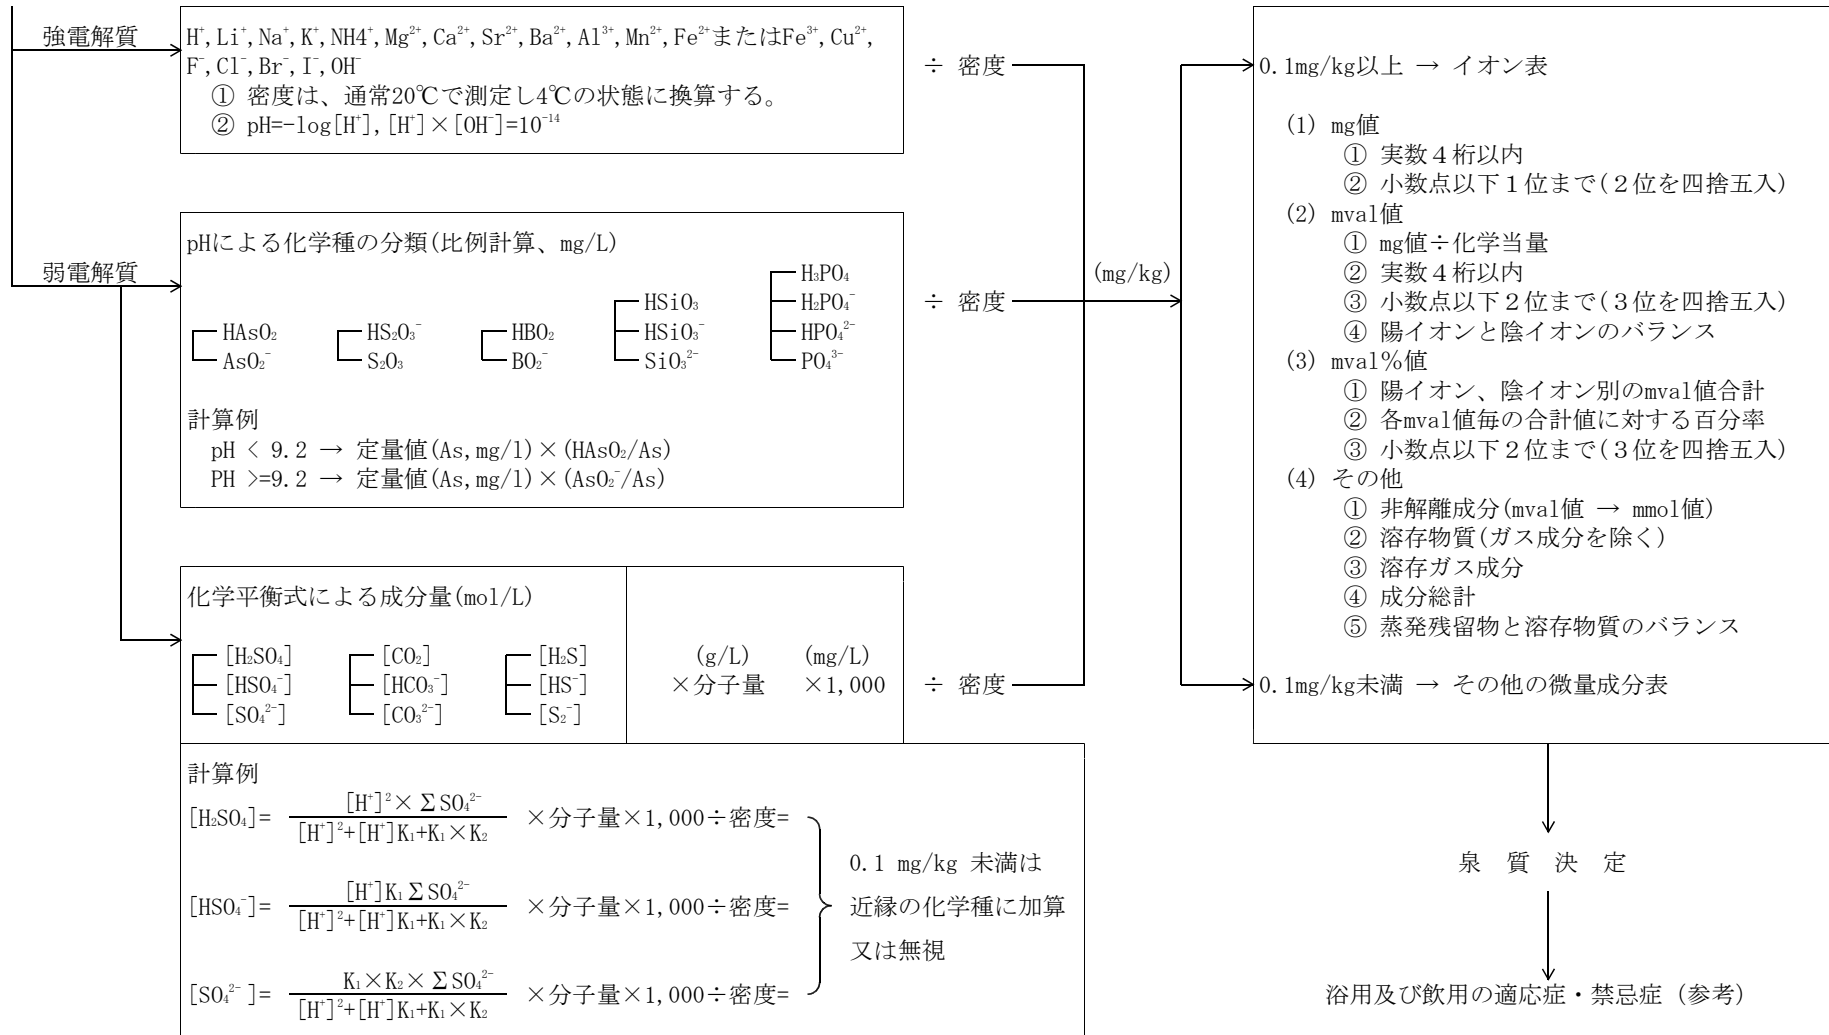 強電解質
H⁺,Li⁺,Na⁺,K⁺,NH4⁺,Mg²⁺,Ca²⁺,Sr²⁺,Ba²⁺,Al³⁺,Mn²⁺,Fe²⁺またはFe³⁺,Cu²⁺,
F⁻,Cl⁻,Br⁻,I⁻,OH⁻
① 密度は、通常20℃で測定し4℃の状態に換算する。
② pH=-log[H⁺],[H⁺]×[OH⁻]=10⁻¹⁴
÷ 密度
弱電解質
pHによる化学種の分類(比例計算、mg/L)
HAsO₂
AsO₂⁻
HS₂O₃⁻
S₂O₃
HBO₂
BO₂⁻
HSiO₃
HSiO₃⁻
SiO₃²⁻
H₃PO₄
H₂PO₄⁻
HPO₄²⁻
PO₄³⁻
計算例
pH < 9.2 → 定量値(As,mg/l)×(HAsO₂/As)
PH >=9.2 → 定量値(As,mg/l)×(AsO₂⁻/As)
÷ 密度
化学平衡式による成分量(mol/L)
[H₂SO₄]
[HSO₄⁻]
[SO₄²⁻]
[CO₂]
[HCO₃⁻]
[CO₃²⁻]
[H₂S]
[HS⁻]
[S₂⁻]
(g/L) (mg/L)
×分子量 ×1,000
÷ 密度
計算例
[H₂SO₄]= [H⁺]²×ΣSO₄²⁻ / [H⁺]²+[H⁺]K₁+K₁×K₂ ×分子量×1,000÷密度=
[HSO₄⁻]= [H⁺]K₁ΣSO₄²⁻ / [H⁺]²+[H⁺]K₁+K₁×K₂ ×分子量×1,000÷密度=
[SO₄²⁻]= K₁×K₂×ΣSO₄²⁻ / [H⁺]²+[H⁺]K₁+K₁×K₂ ×分子量×1,000÷密度=
0.1 mg/kg 未満は
近縁の化学種に加算
又は無視
(mg/kg)
0.1mg/kg以上 → イオン表
(1) mg値
① 実数４桁以内
② 小数点以下１位まで(２位を四捨五入)
(2) mval値
① mg値÷化学当量
② 実数４桁以内
③ 小数点以下２位まで(３位を四捨五入)
④ 陽イオンと陰イオンのバランス
(3) mval％値
① 陽イオン、陰イオン別のmval値合計
② 各mval値毎の合計値に対する百分率
③ 小数点以下２位まで(３位を四捨五入)
(4) その他
① 非解離成分(mval値 → mmol値)
② 溶存物質(ガス成分を除く)
③ 溶存ガス成分
④ 成分総計
⑤ 蒸発残留物と溶存物質のバランス
0.1mg/kg未満 → その他の微量成分表
泉 質 決 定
浴用及び飲用の適応症・禁忌症 (参考)